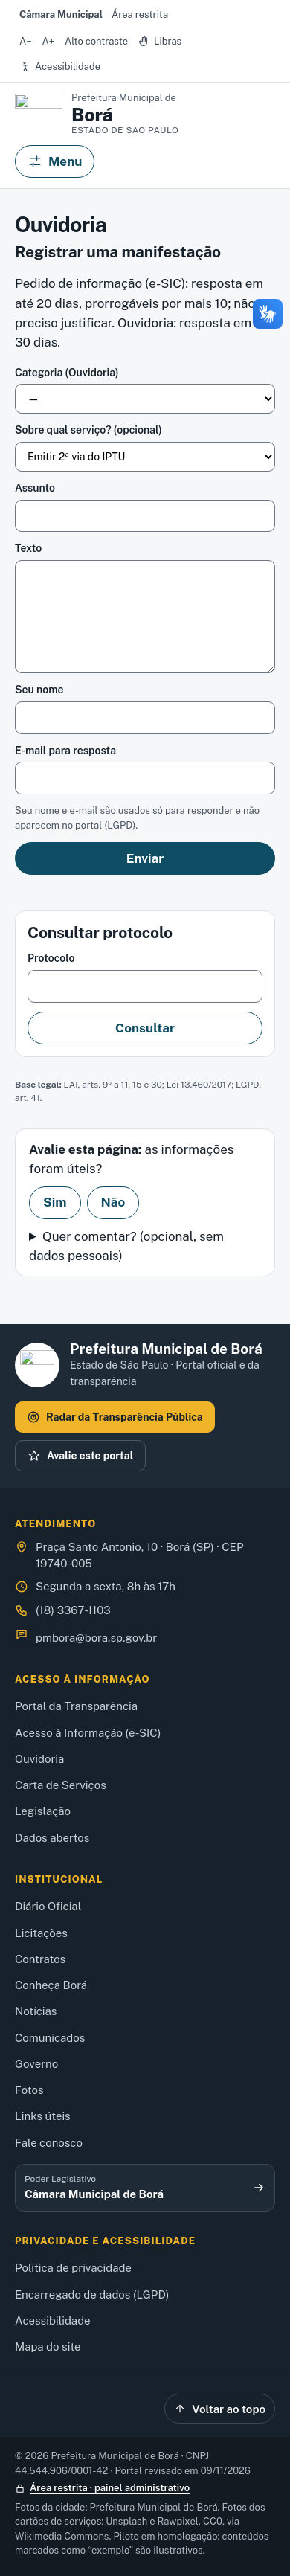 Câmara Municipal Área restrita
A− A+ Alto contraste Libras
Acessibilidade
Prefeitura Municipal de
Borá
ESTADO DE SÃO PAULO
Menu
Ouvidoria
Registrar uma manifestação
Pedido de informação (e-SIC): resposta em
até 20 dias, prorrogáveis por mais 10; não
preciso justificar. Ouvidoria: resposta em
30 dias.
Categoria (Ouvidoria)
—
Sobre qual serviço? (opcional)
Emitir 2ª via do IPTU
Assunto
Texto
Seu nome
E-mail para resposta
Seu nome e e-mail são usados só para responder e não
aparecem no portal (LGPD).
Enviar
Consultar protocolo
Protocolo
Consultar
Base legal: LAI, arts. 9º a 11, 15 e 30; Lei 13.460/2017; LGPD,
art. 41.
Avalie esta página: as informações
foram úteis?
Sim Não
Quer comentar? (opcional, sem
dados pessoais)
Prefeitura Municipal de Borá
Estado de São Paulo · Portal oficial e da
transparência
Radar da Transparência Pública
Avalie este portal
ATENDIMENTO
Praça Santo Antonio, 10 · Borá (SP) · CEP
19740-005
Segunda a sexta, 8h às 17h
(18) 3367-1103
pmbora@bora.sp.gov.br
ACESSO À INFORMAÇÃO
Portal da Transparência
Acesso à Informação (e-SIC)
Ouvidoria
Carta de Serviços
Legislação
Dados abertos
INSTITUCIONAL
Diário Oficial
Licitações
Contratos
Conheça Borá
Notícias
Comunicados
Governo
Fotos
Links úteis
Fale conosco
Poder Legislativo
Câmara Municipal de Borá
PRIVACIDADE E ACESSIBILIDADE
Política de privacidade
Encarregado de dados (LGPD)
Acessibilidade
Mapa do site
Voltar ao topo
© 2026 Prefeitura Municipal de Borá · CNPJ
44.544.906/0001-42 · Portal revisado em 09/11/2026
Área restrita · painel administrativo
Fotos da cidade: Prefeitura Municipal de Borá. Fotos dos
cartões de serviços: Unsplash e Rawpixel, CC0, via
Wikimedia Commons. Piloto em homologação: conteúdos
marcados como “exemplo” são ilustrativos.